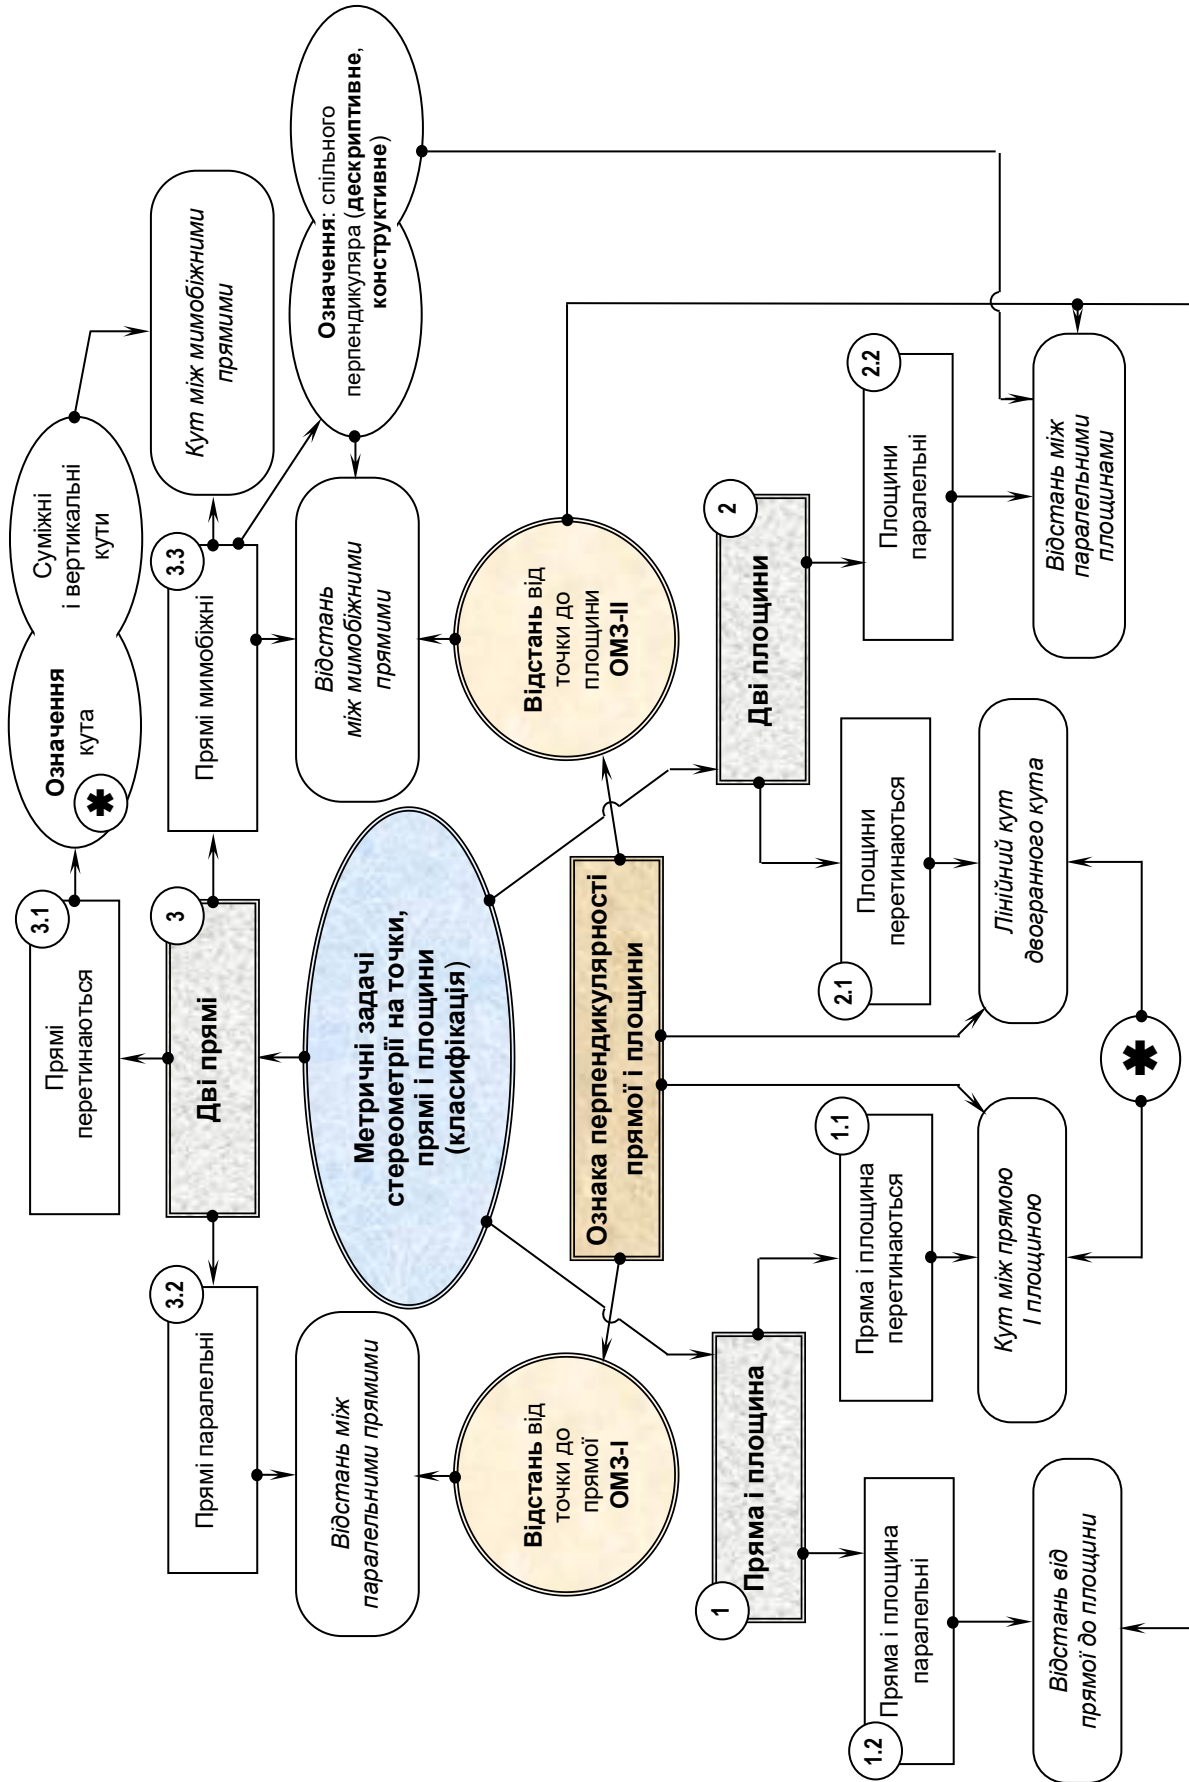 Означення
кута
Суміжні
і вертикальні
кути
3.1
Прямі
перетинаються
3.2
Прямі паралельні
3
Дві прямі
3.3
Прямі мимобіжні
Кут між мимобіжними
прямими
Відстань між
паралельними прямими
Метричні задачі
стереометрії на точки,
прямі і площини
(класифікація)
Відстань
між мимобіжними
прямими
Означення: спільного
перпендикуляра (дескриптивне,
конструктивне)
Відстань від
точки до
прямої
ОМЗ-I
Ознака перпендикулярності
прямої і площини
Відстань від
точки до
площини
ОМЗ-II
1
Пряма і площина
2
Дві площини
1.2
Пряма і площина
паралельні
1.1
Пряма і площина
перетинаються
2.1
Площини
перетинаються
2.2
Площини
паралельні
Відстань від
прямої до площини
Кут між прямою
І площиною
Лінійний кут
двогранного кута
Відстань між
паралельними
площинами